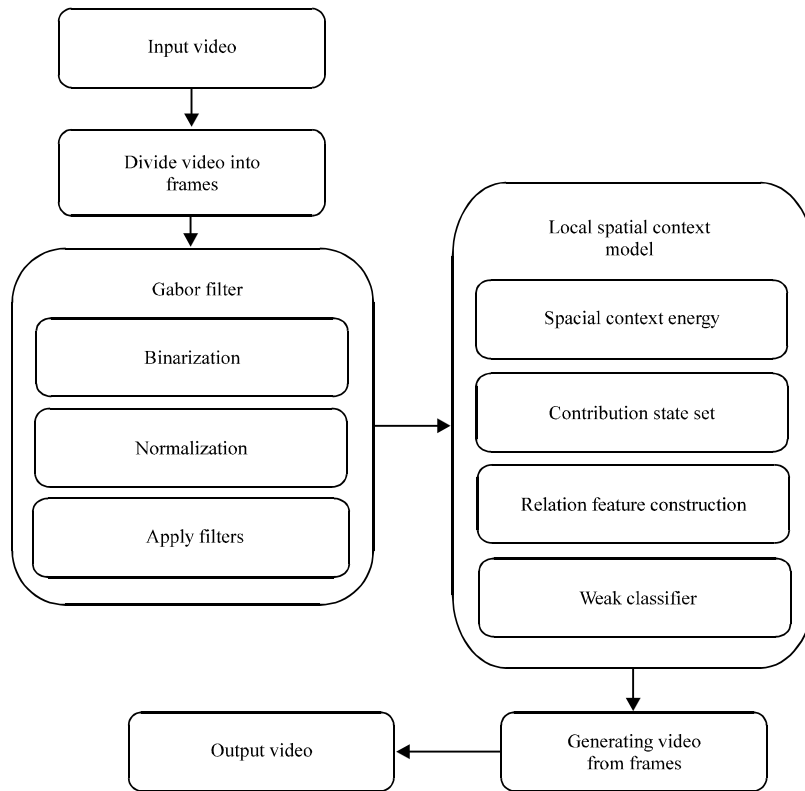 Input video
Divide video into
frames
Gabor filter
Binarization
Normalization
Apply filters
Local spatial context
model
Spacial context energy
Contribution state set
Relation feature construction
Weak classifier
Generating video
from frames
Output video